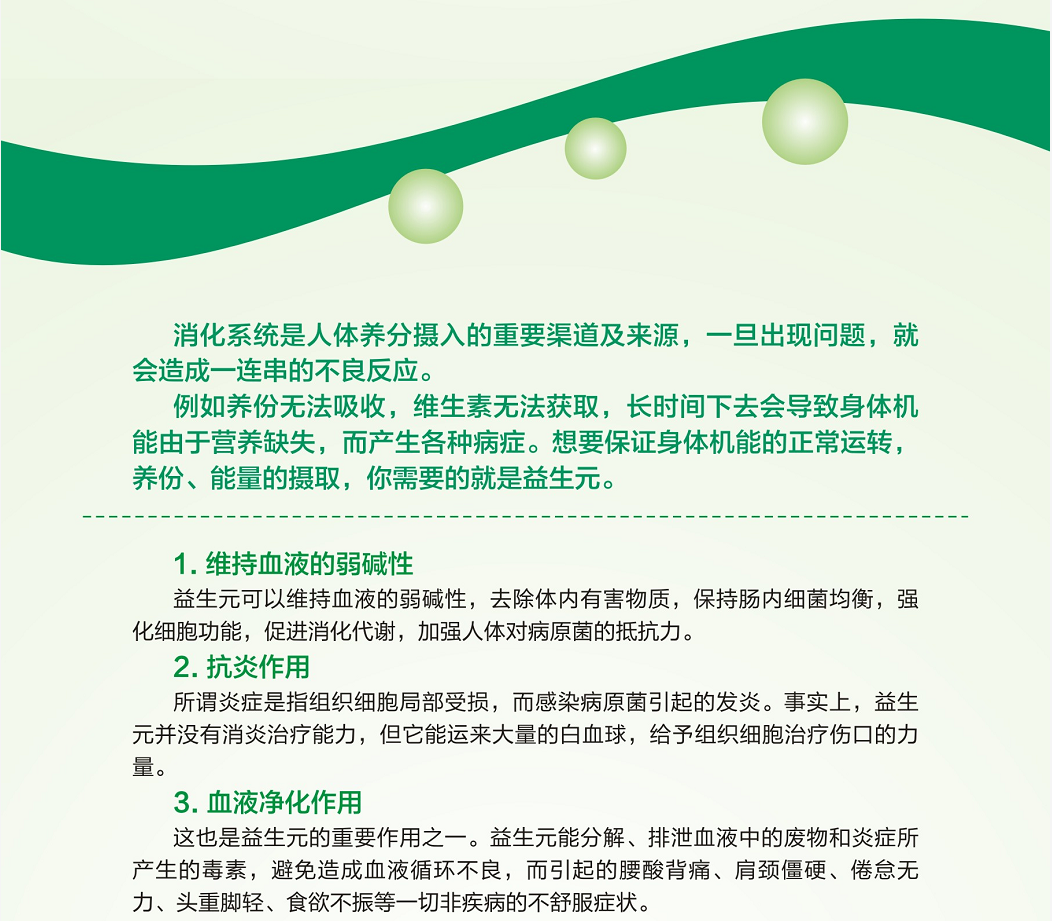 消化系统是人体养分摄入的重要渠道及来源，一旦出现问题，就
会造成一连串的不良反应。
例如养份无法吸收，维生素无法获取，长时间下去会导致身体机
能由于营养缺失，而产生各种病症。想要保证身体机能的正常运转，
养份、能量的摄取，你需要的就是益生元。
1. 维持血液的弱碱性
益生元可以维持血液的弱碱性，去除体内有害物质，保持肠内细菌均衡，强
化细胞功能，促进消化代谢，加强人体对病原菌的抵抗力。
2. 抗炎作用
所谓炎症是指组织细胞局部受损，而感染病原菌引起的发炎。事实上，益生
元并没有消炎治疗能力，但它能运来大量的白血球，给予组织细胞治疗伤口的力
量。
3. 血液净化作用
这也是益生元的重要作用之一。益生元能分解、排泄血液中的废物和炎症所
产生的毒素，避免造成血液循环不良，而引起的腰酸背痛、肩颈僵硬、倦怠无
力、头重脚轻、食欲不振等一切非疾病的不舒服症状。